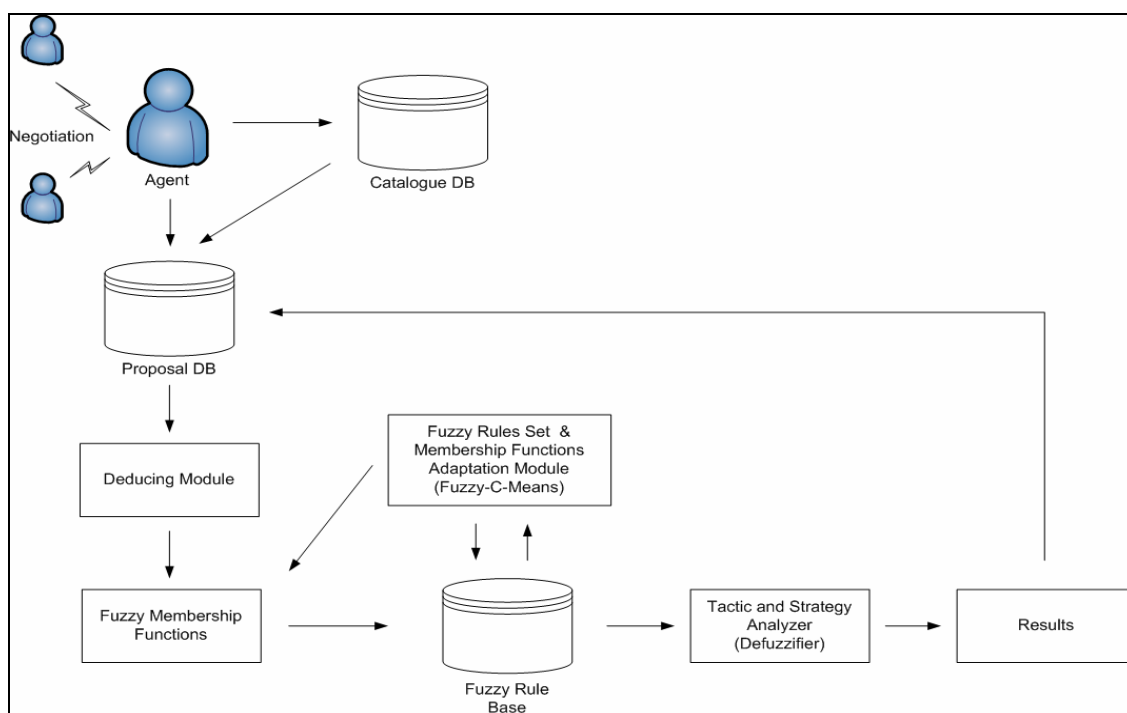 Negotiation
Agent
Catalogue DB
Proposal DB
Deducing Module
Fuzzy Rules Set &
Membership Functions
Adaptation Module
(Fuzzy-C-Means)
Fuzzy Membership
Functions
Fuzzy Rule
Base
Tactic and Strategy
Analyzer
(Defuzzifier)
Results